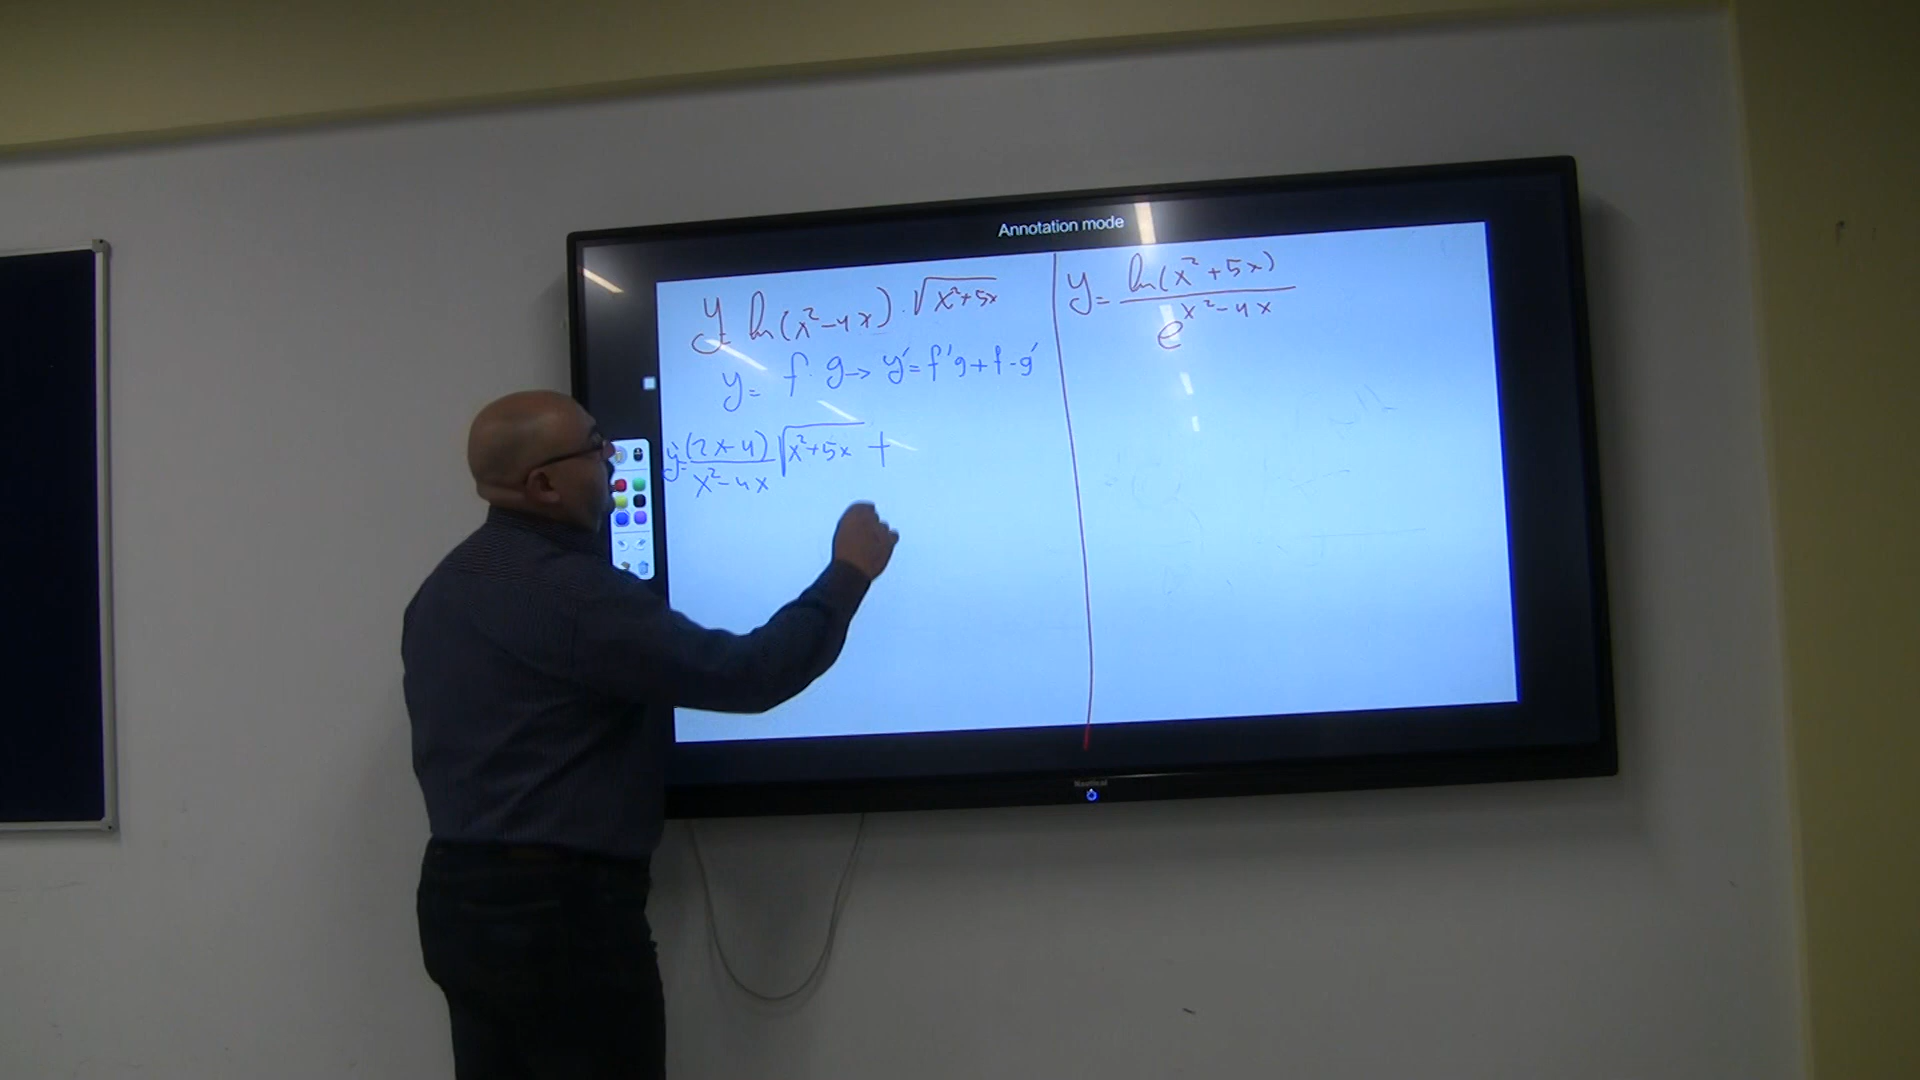 Annotation mode
y = ln(x² - 4x) · √(x² + 5x)
y = f · g → y' = f'g + f · g'
y' = (2x - 4)/(x² - 4x) √(x² + 5x) +
y = ln(x² + 5x)/e^(x² - 4x)